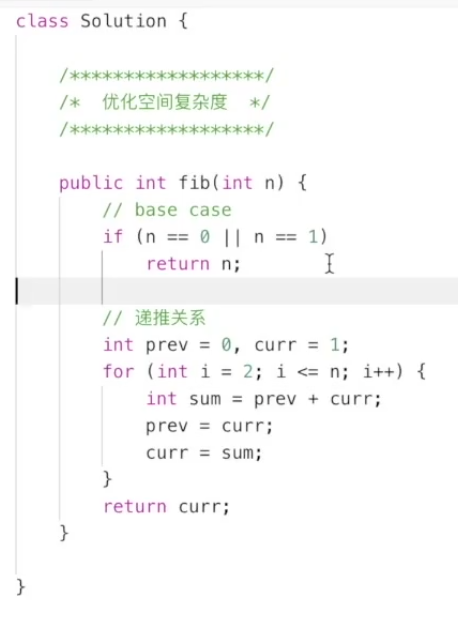 class Solution {
/******************/
/* 优化空间复杂度 */
/******************/
public int fib(int n) {
// base case
if (n == 0 || n == 1)
return n;
// 递推关系
int prev = 0, curr = 1;
for (int i = 2; i <= n; i++) {
int sum = prev + curr;
prev = curr;
curr = sum;
}
return curr;
}
}